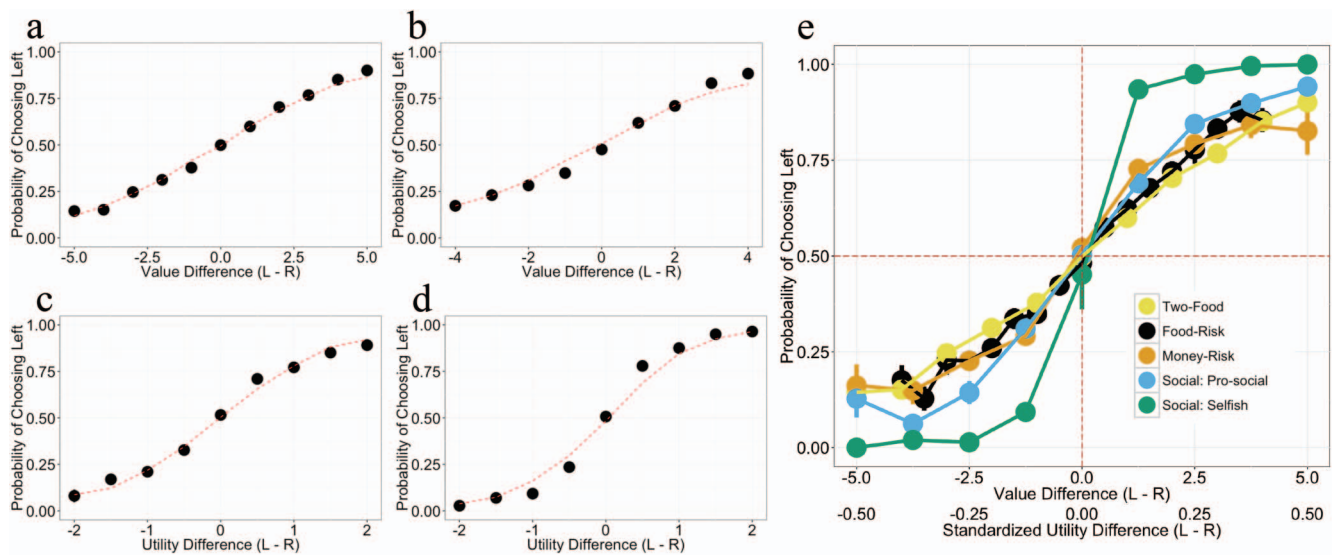 a
Probability of Choosing Left
1.00
0.75
0.50
0.25
0.00
-5.0
-2.5
0.0
2.5
5.0
Value Difference (L - R)
b
Probability of Choosing Left
1.00
0.75
0.50
0.25
0.00
-4
-2
0
2
4
Value Difference (L - R)
c
Probability of Choosing Left
1.00
0.75
0.50
0.25
0.00
-2
-1
0
1
2
Utility Difference (L - R)
d
Probability of Choosing Left
1.00
0.75
0.50
0.25
0.00
-2
-1
0
1
2
Utility Difference (L - R)
e
Probabaility of Choosing Left
1.00
0.75
0.50
0.25
0.00
Two-Food
Food-Risk
Money-Risk
Social: Pro-social
Social: Selfish
-5.0 -2.5 0.0 2.5 5.0
Value Difference (L - R)
-0.50 -0.25 0.00 0.25 0.50
Standardized Utility Difference (L - R)